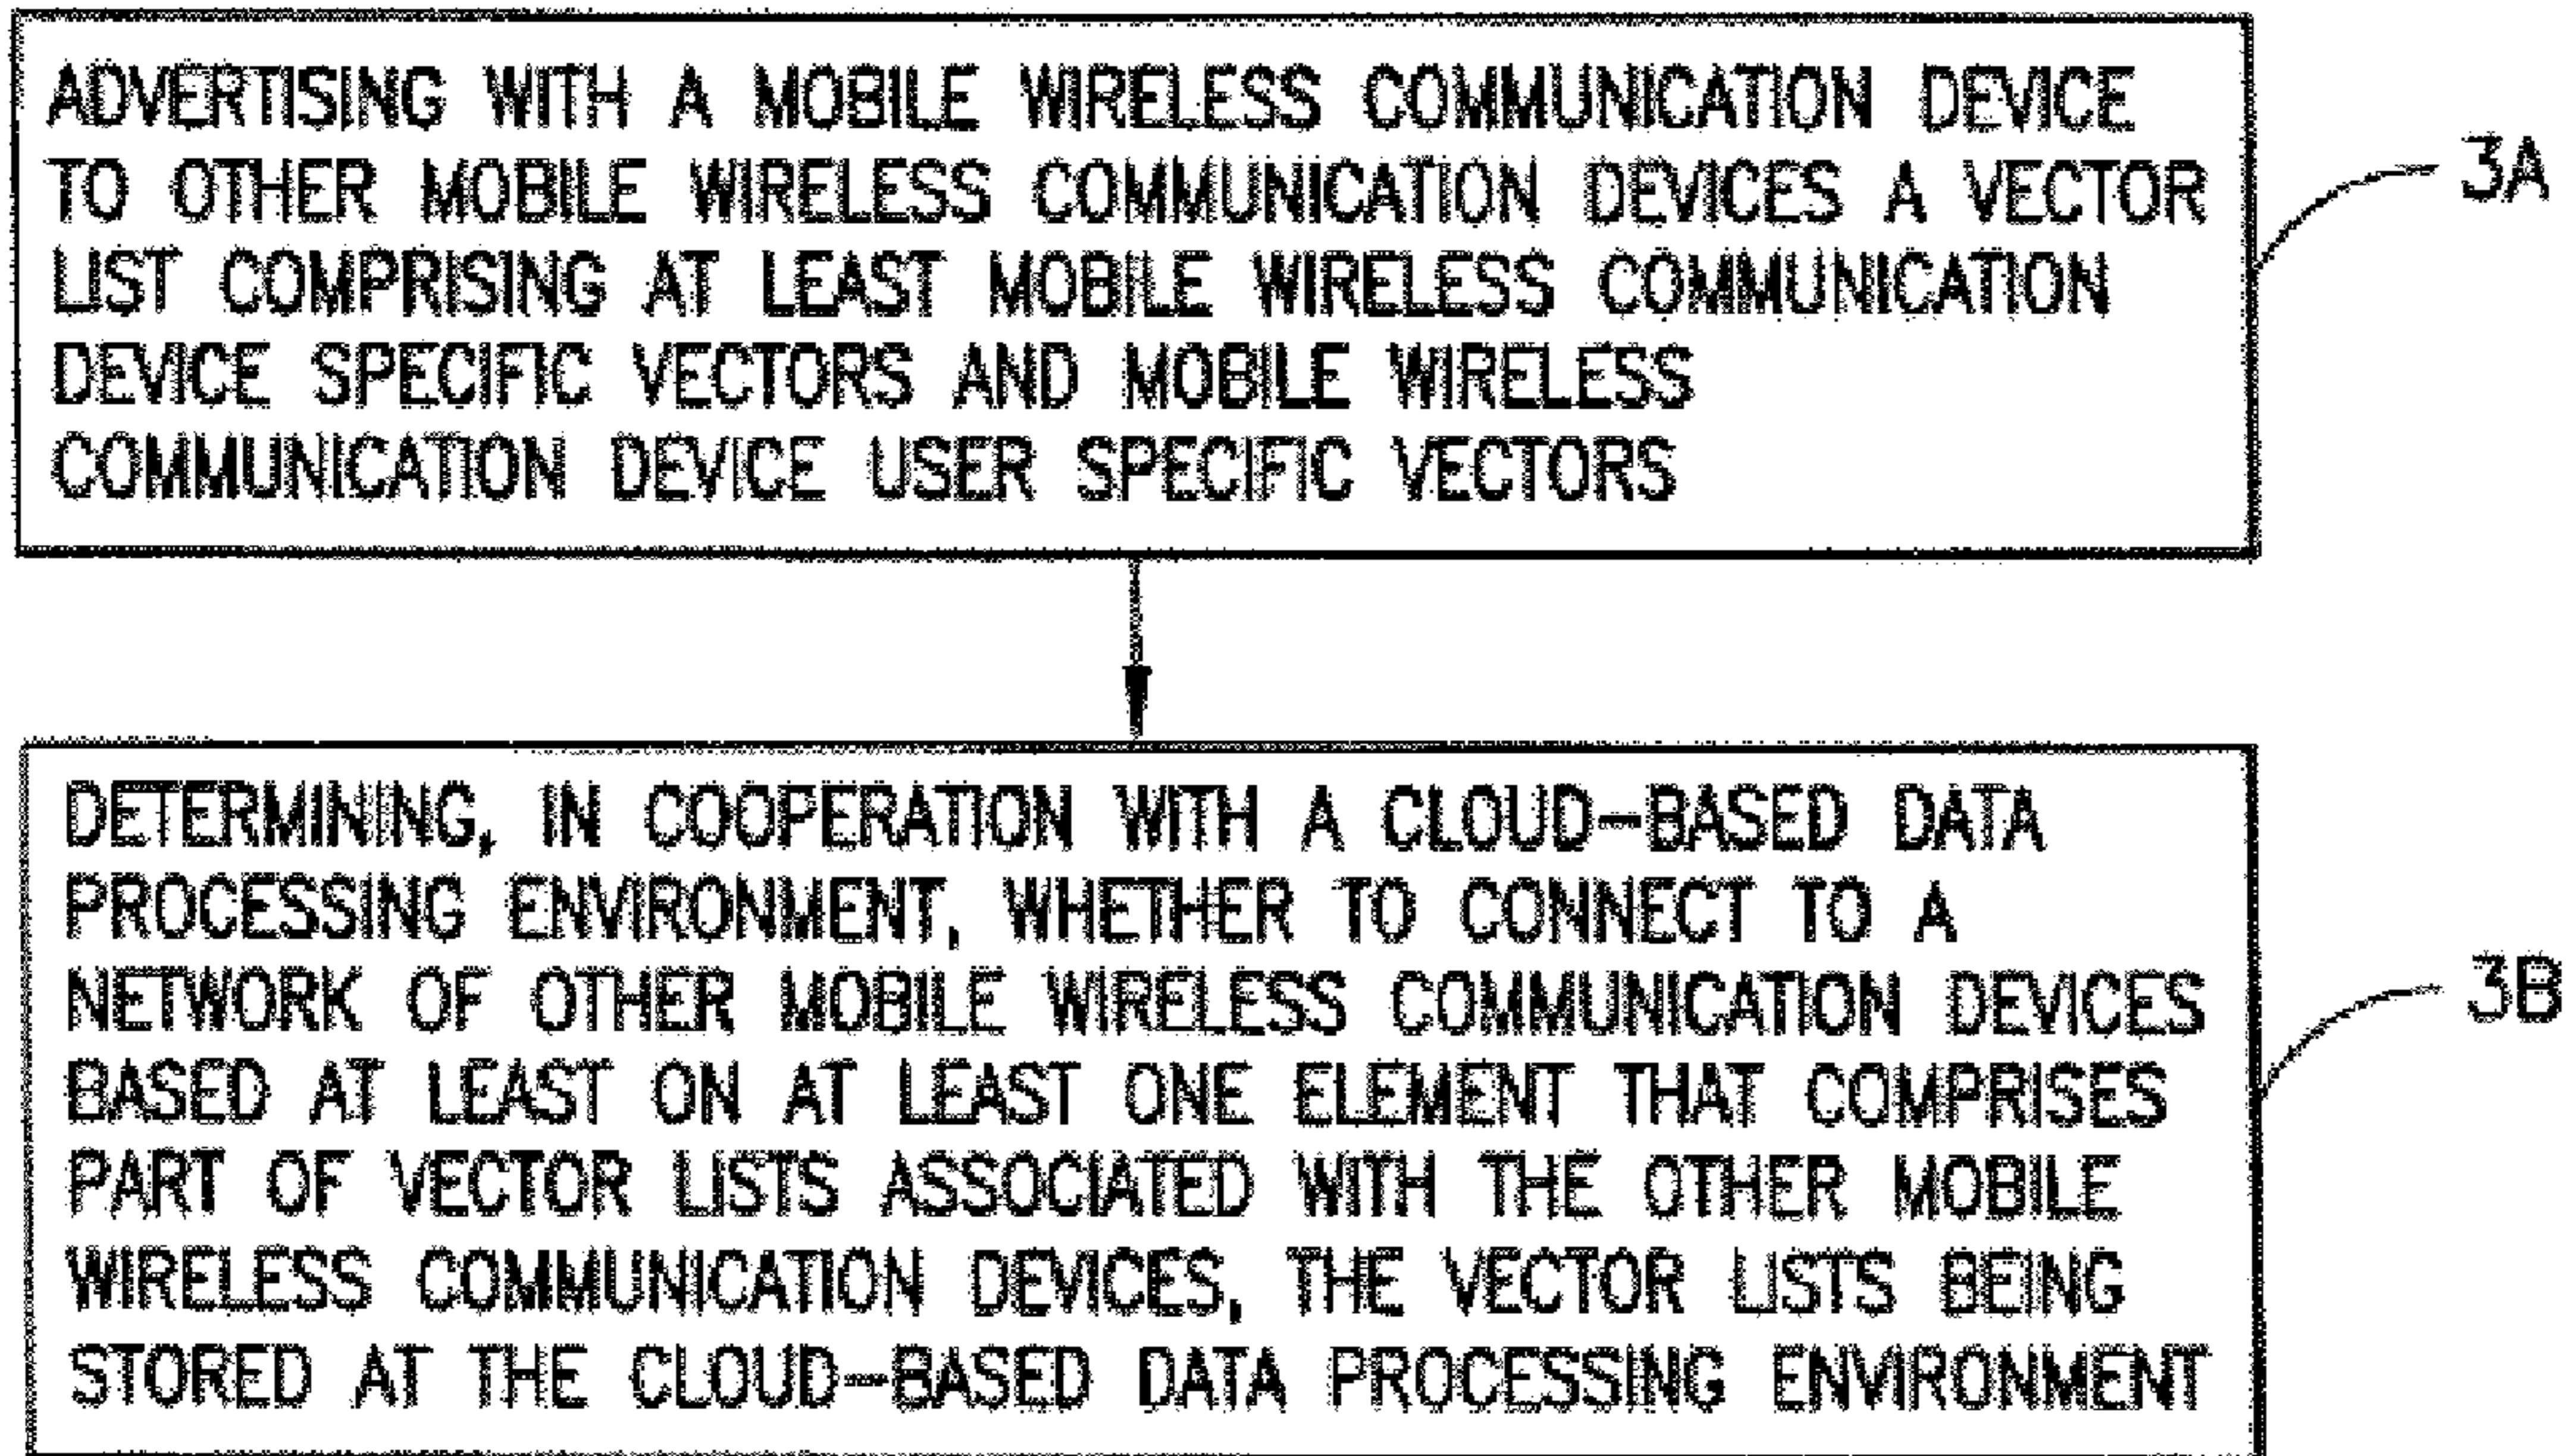 ADVERTISING WITH A MOBILE WIRELESS COMMUNICATION DEVICE
TO OTHER MOBILE WIRELESS COMMUNICATION DEVICES A VECTOR
LIST COMPRISING AT LEAST MOBILE WIRELESS COMMUNICATION
DEVICE SPECIFIC VECTORS AND MOBILE WIRELESS
COMMUNICATION DEVICE USER SPECIFIC VECTORS
3A
DETERMINING, IN COOPERATION WITH A CLOUD-BASED DATA
PROCESSING ENVIRONMENT, WHETHER TO CONNECT TO A
NETWORK OF OTHER MOBILE WIRELESS COMMUNICATION DEVICES
BASED AT LEAST ON AT LEAST ONE ELEMENT THAT COMPRISES
PART OF VECTOR LISTS ASSOCIATED WITH THE OTHER MOBILE
WIRELESS COMMUNICATION DEVICES, THE VECTOR LISTS BEING
STORED AT THE CLOUD-BASED DATA PROCESSING ENVIRONMENT
3B